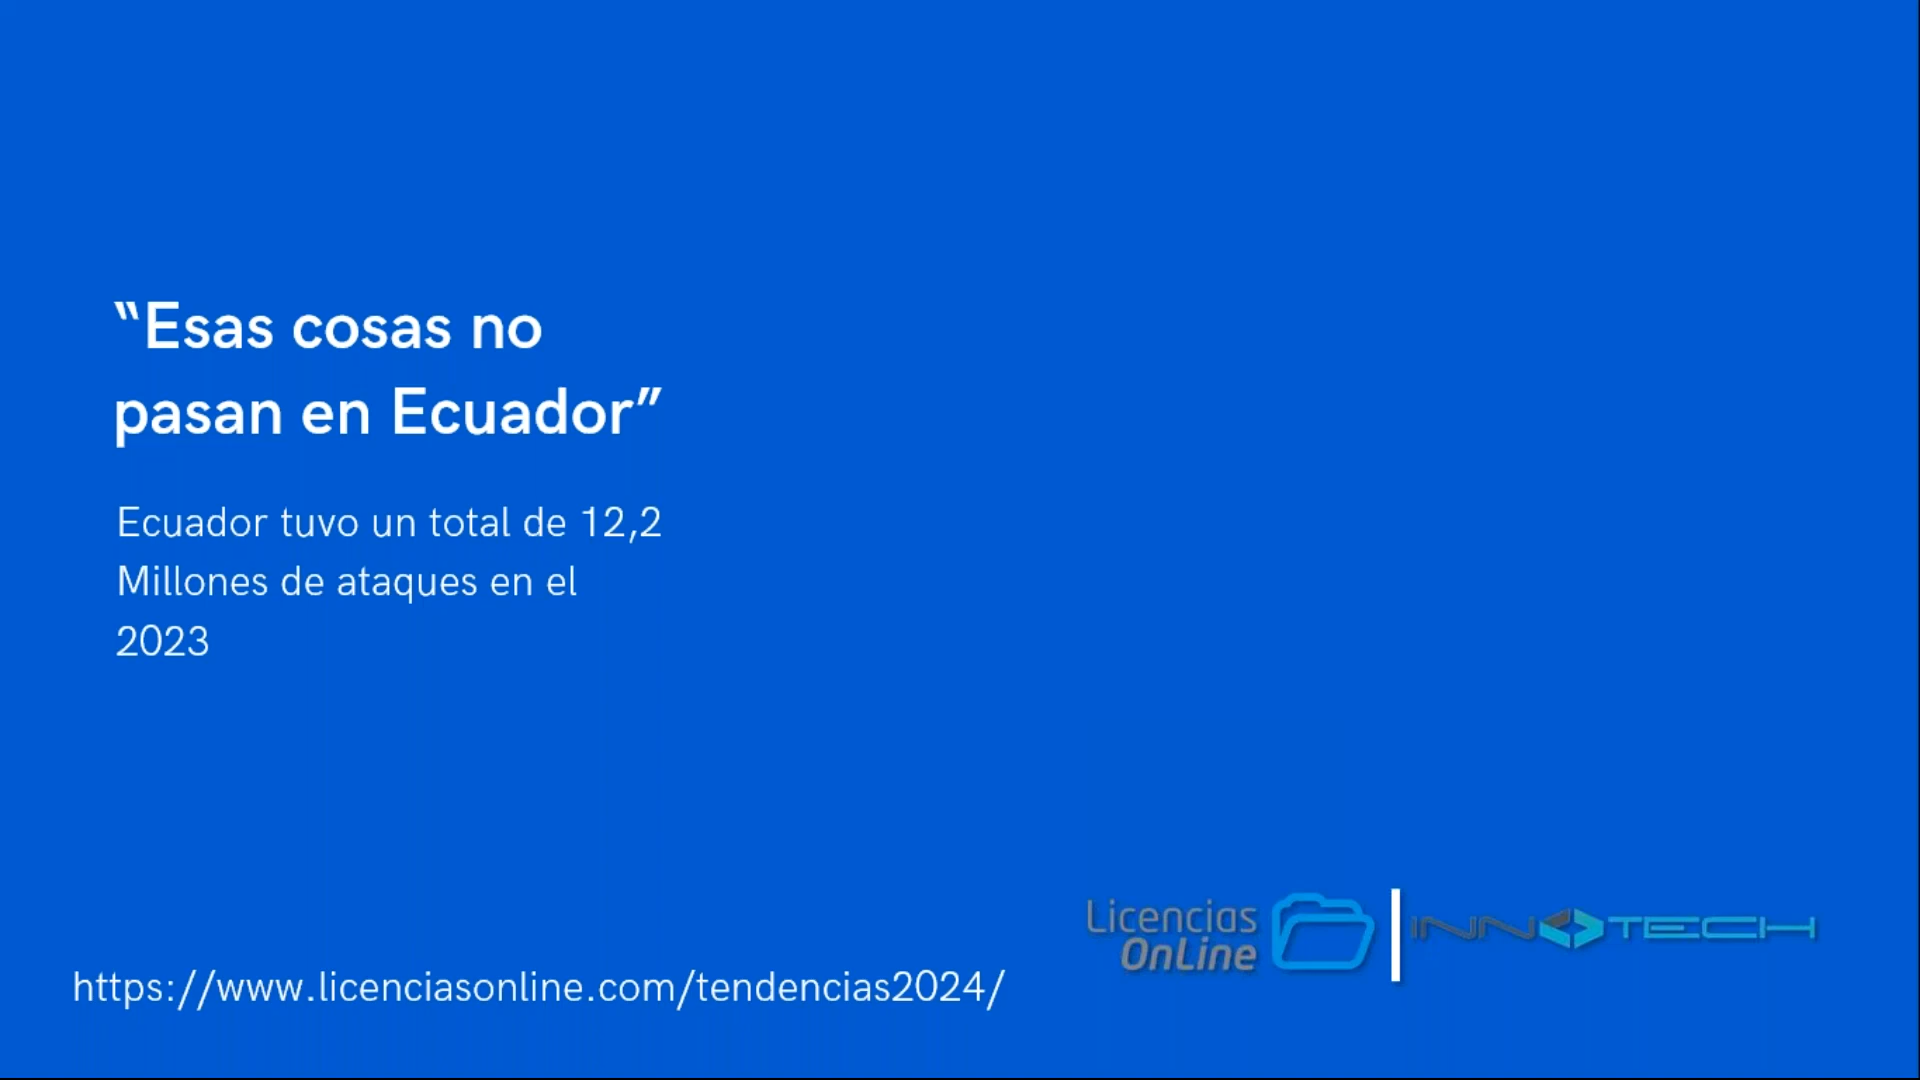 “Esas cosas no
pasan en Ecuador”
Ecuador tuvo un total de 12,2
Millones de ataques en el
2023
Licencias
OnLine
INNOTECH
https://www.licenciasonline.com/tendencias2024/